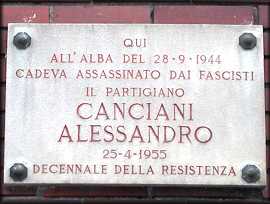 QUI
ALL'ALBA DEL 28-9-1944
CADEVA ASSASSINATO DAI FASCISTI
IL PARTIGIANO
CANCIANI
ALESSANDRO
25-4-1955
DECENNALE DELLA RESISTENZA